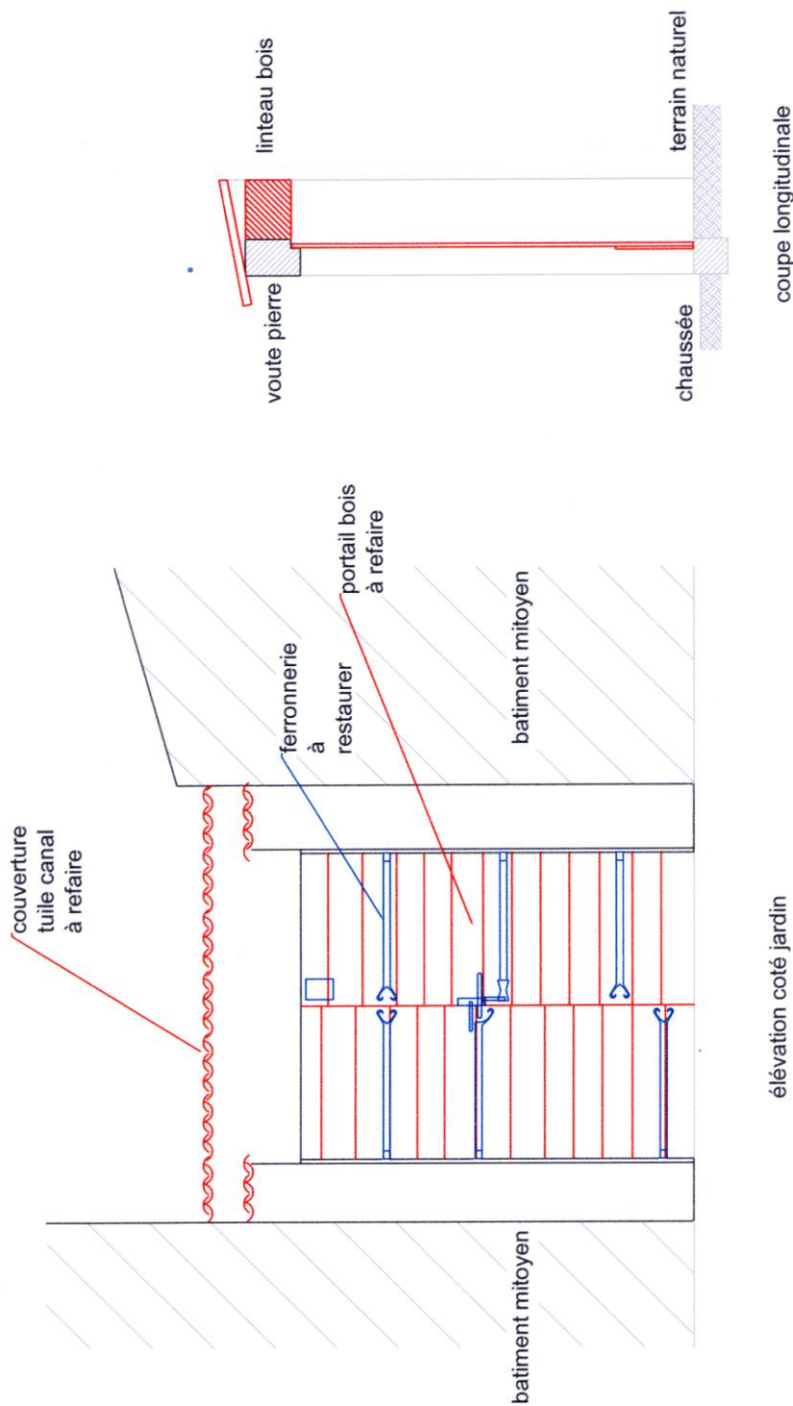 couverture
tuile canal
à refaire
ferronnerie
à
restaurer
portail bois
à refaire
batiment mitoyen
batiment mitoyen
élévation coté jardin
voute pierre
linteau bois
chaussée
terrain naturel
coupe longitudinale